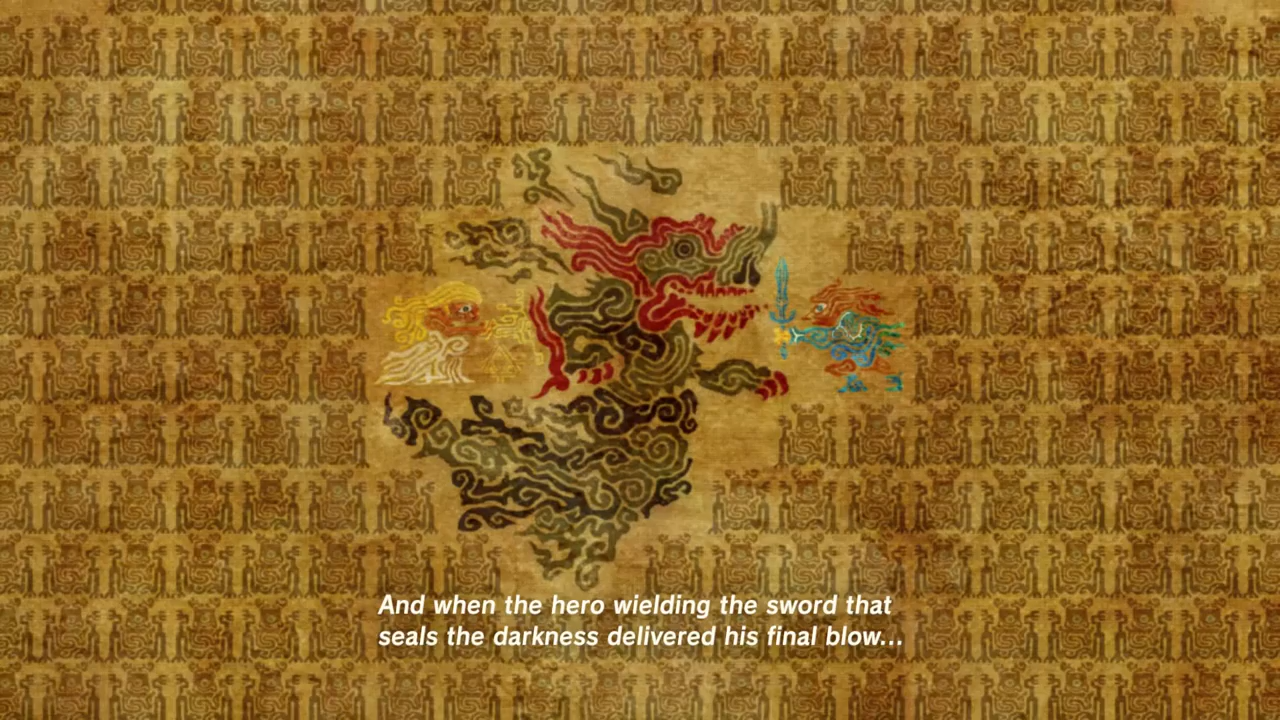 And when the hero wielding the sword that
seals the darkness delivered his final blow...